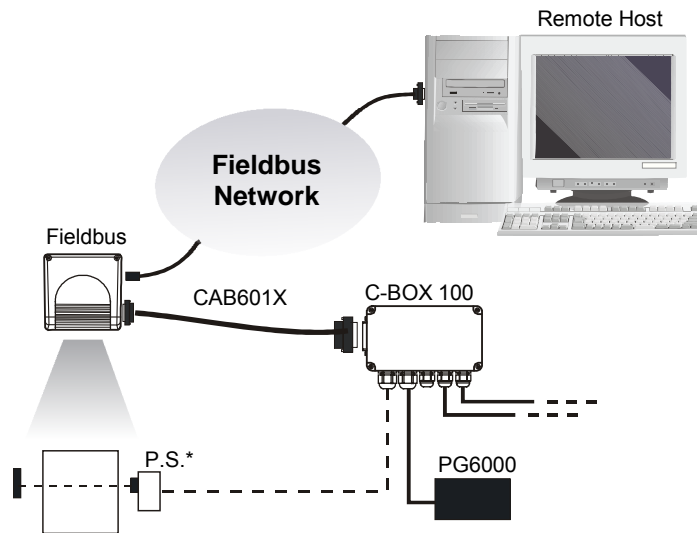 Remote Host
Fieldbus
Network
Fieldbus
CAB601X
C-BOX 100
P.S.*
PG6000